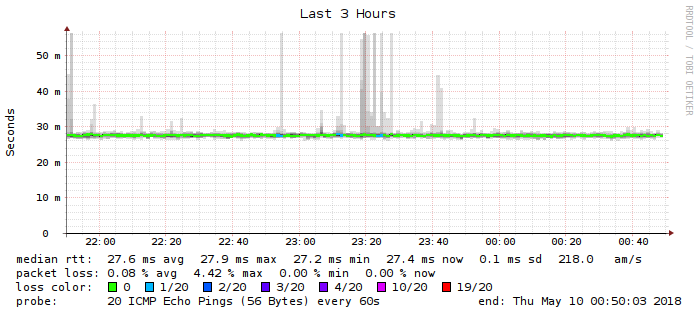 Last 3 Hours
RRDTOOL / TOBI OETIKER
Seconds
50 m
40 m
30 m
20 m
10 m
0
22:00 22:20 22:40 23:00 23:20 23:40 00:00 00:20 00:40
median rtt: 27.6 ms avg 27.9 ms max 27.2 ms min 27.4 ms now 0.1 ms sd 218.0 am/s
packet loss: 0.08 % avg 4.42 % max 0.00 % min 0.00 % now
loss color: 0 1/20 2/20 3/20 4/20 10/20 19/20
probe: 20 ICMP Echo Pings (56 Bytes) every 60s end: Thu May 10 00:50:03 2018